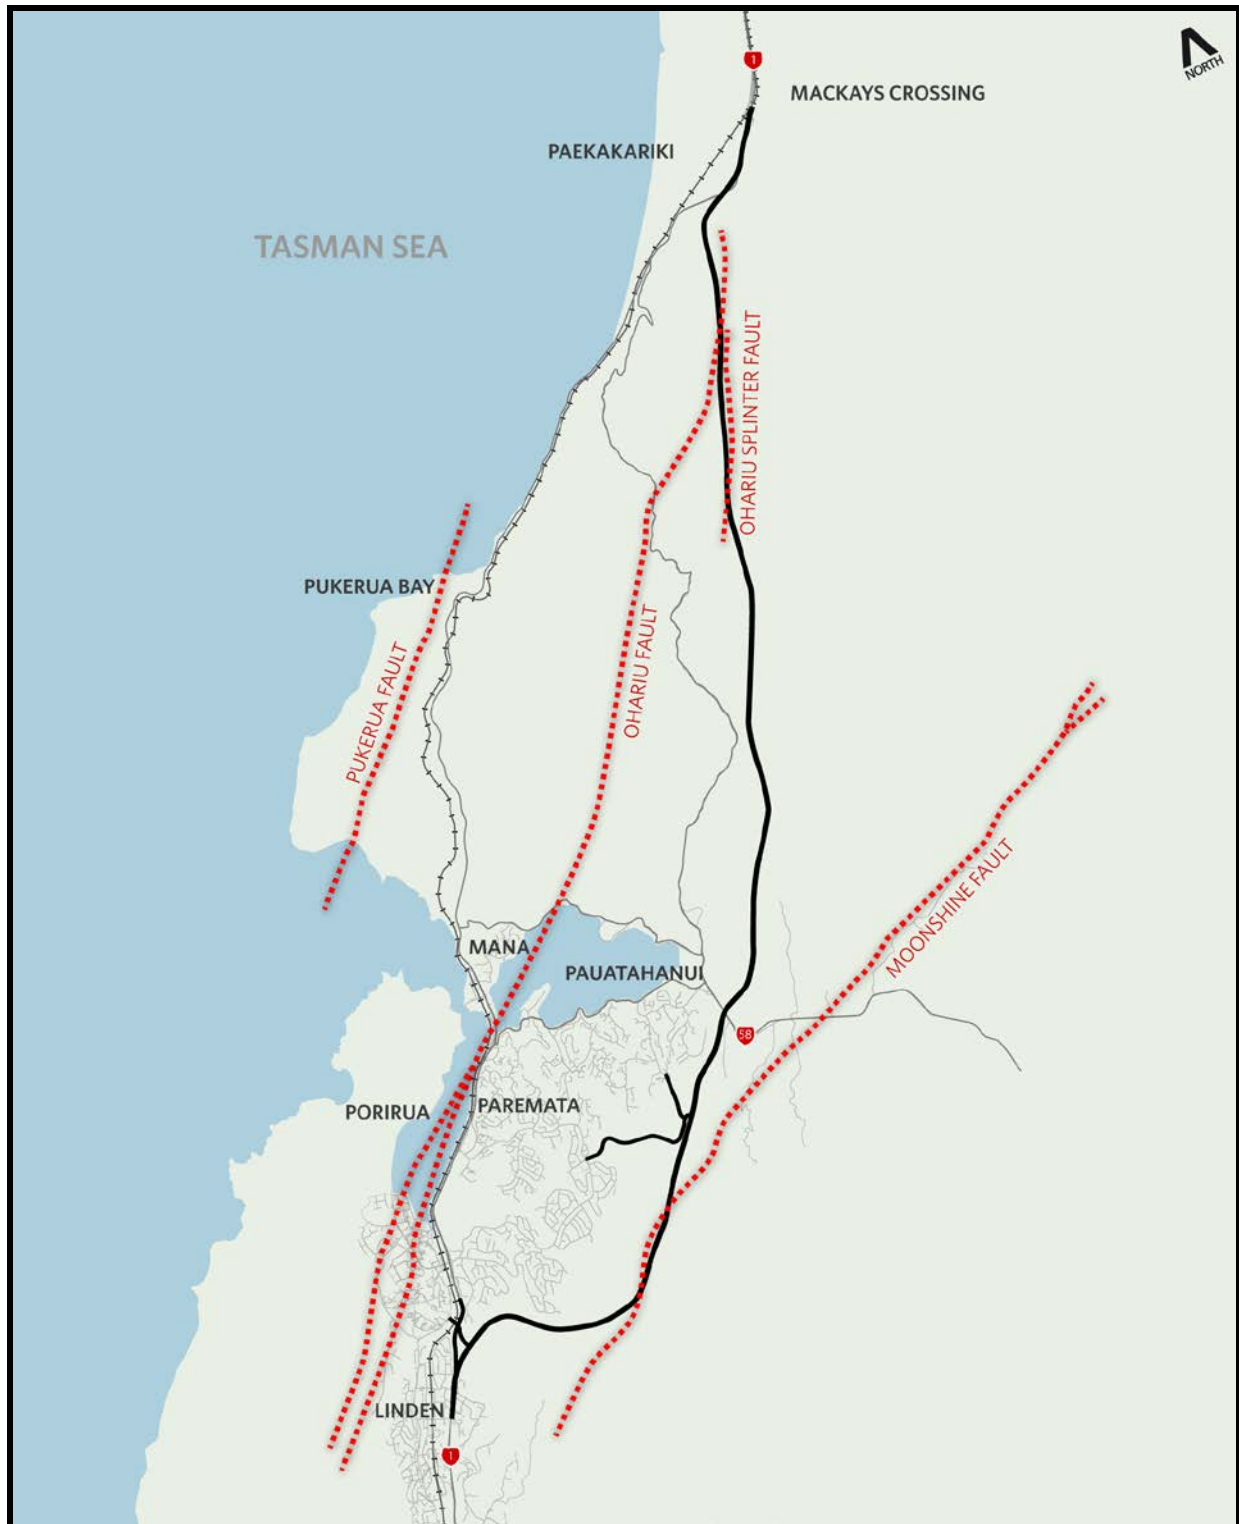 NORTH
1
MACKAYS CROSSING
PAEKAKARIKI
TASMAN SEA
OHARIU SPLINTER FAULT
PUKERUA BAY
OHARIU FAULT
PUKERUA FAULT
MOONSHINE FAULT
MANA
PAUATAHANUI
58
PORIRUA
PAREMATA
LINDEN
1